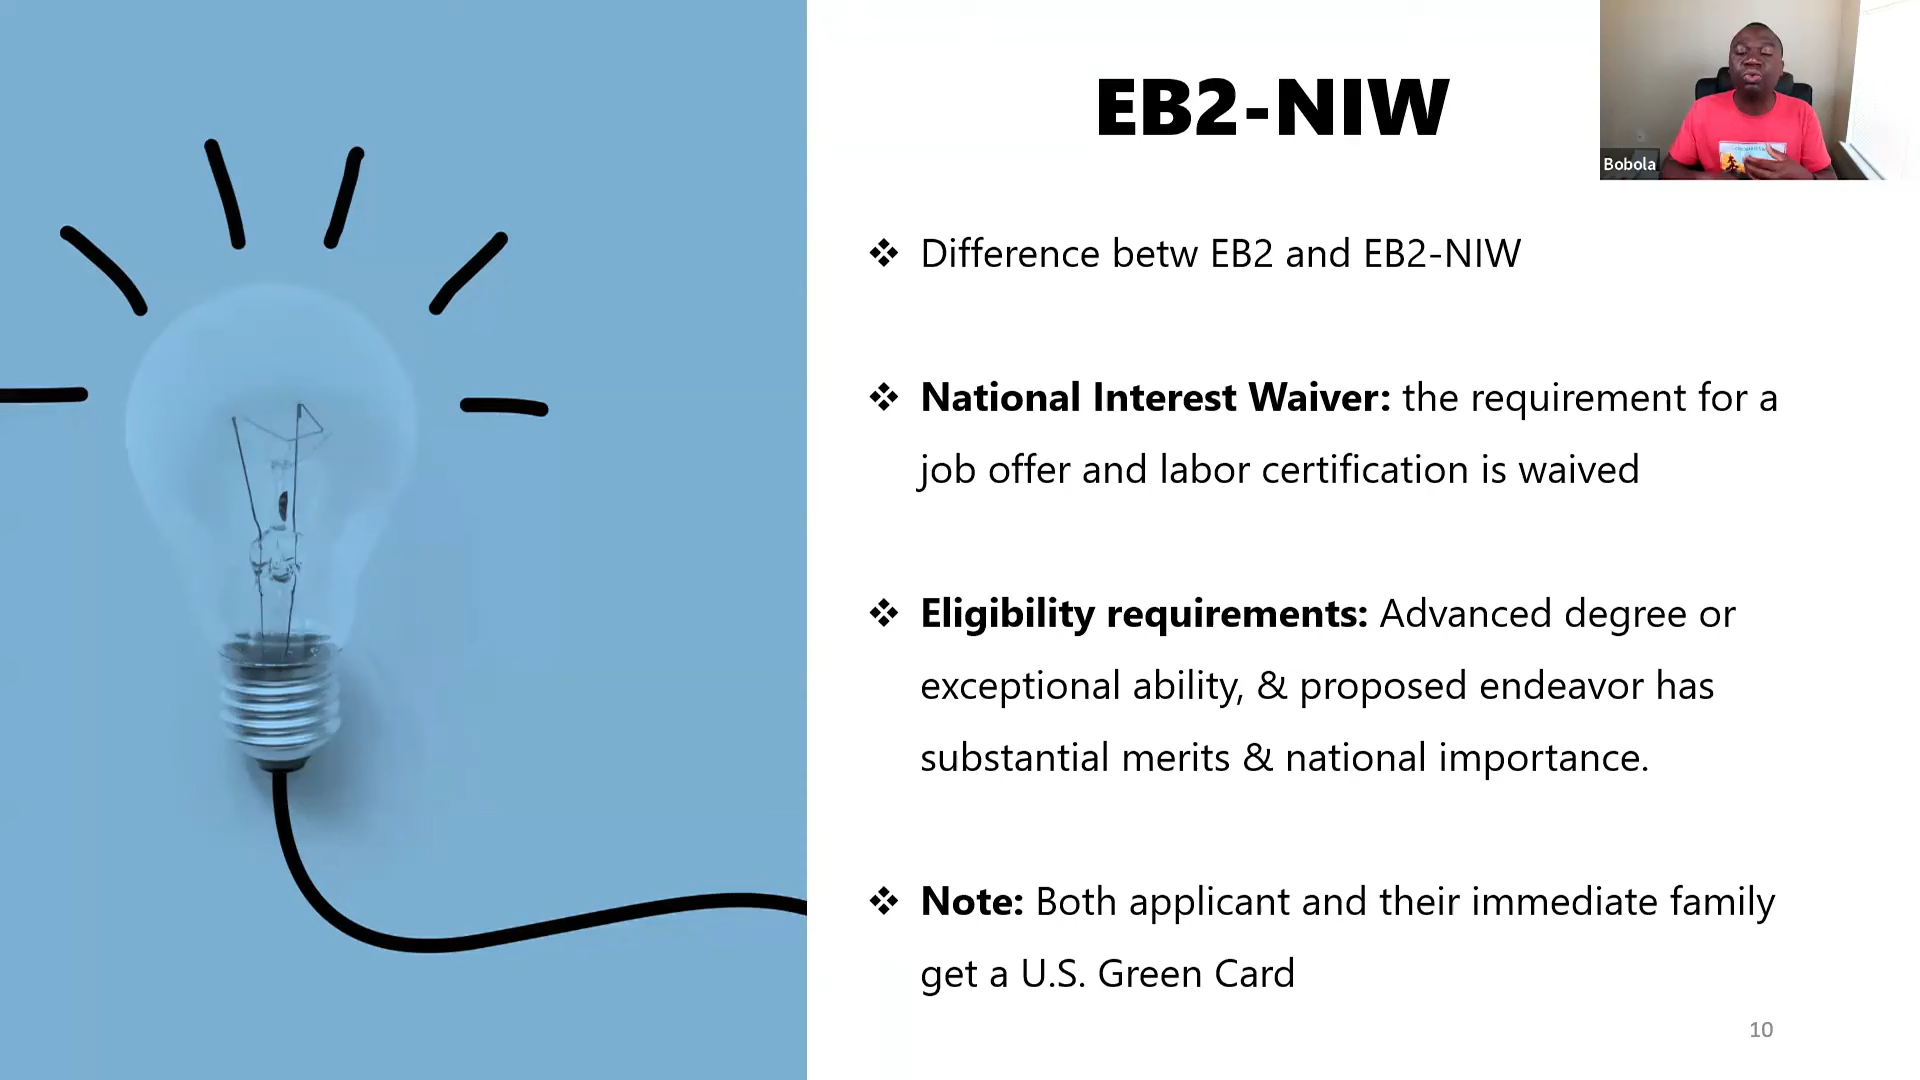 EB2-NIW
Bobola
❖ Difference betw EB2 and EB2-NIW
❖ National Interest Waiver: the requirement for a
job offer and labor certification is waived
❖ Eligibility requirements: Advanced degree or
exceptional ability, & proposed endeavor has
substantial merits & national importance.
❖ Note: Both applicant and their immediate family
get a U.S. Green Card
10